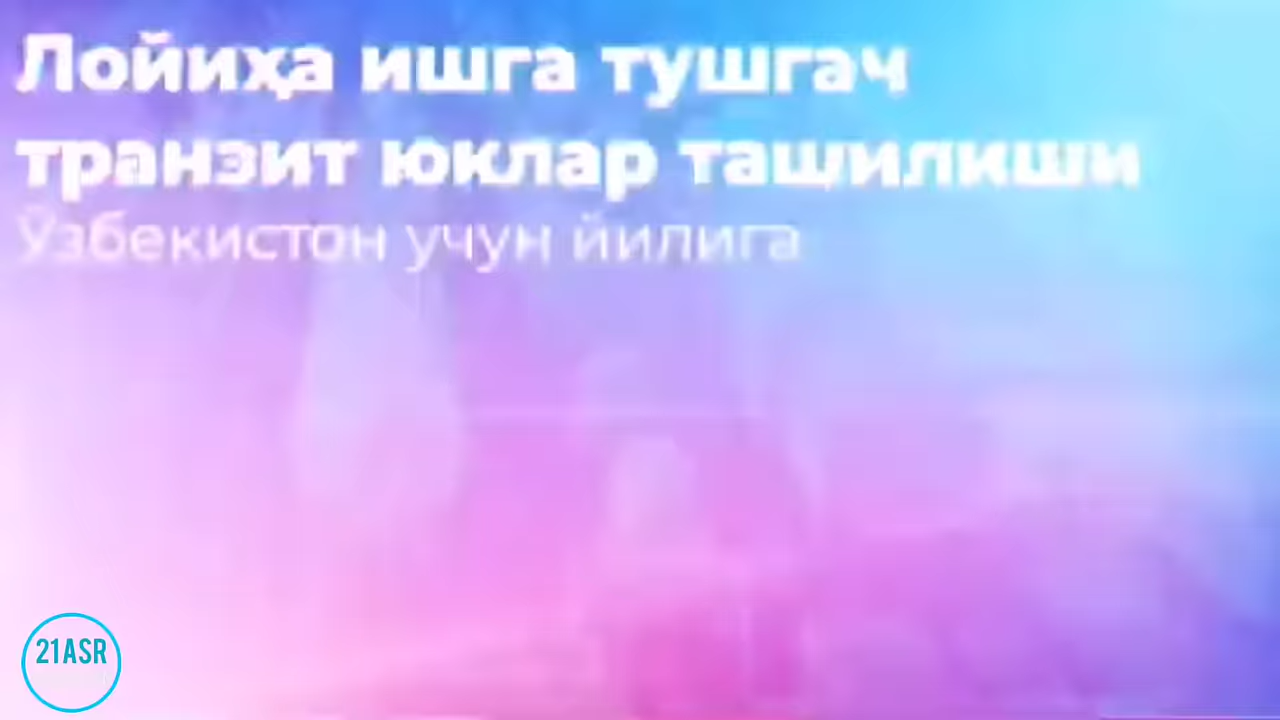 Лойиҳа ишга тушгач
транзит юклар ташилиши
Ўзбекистон учун йилига
21ASR